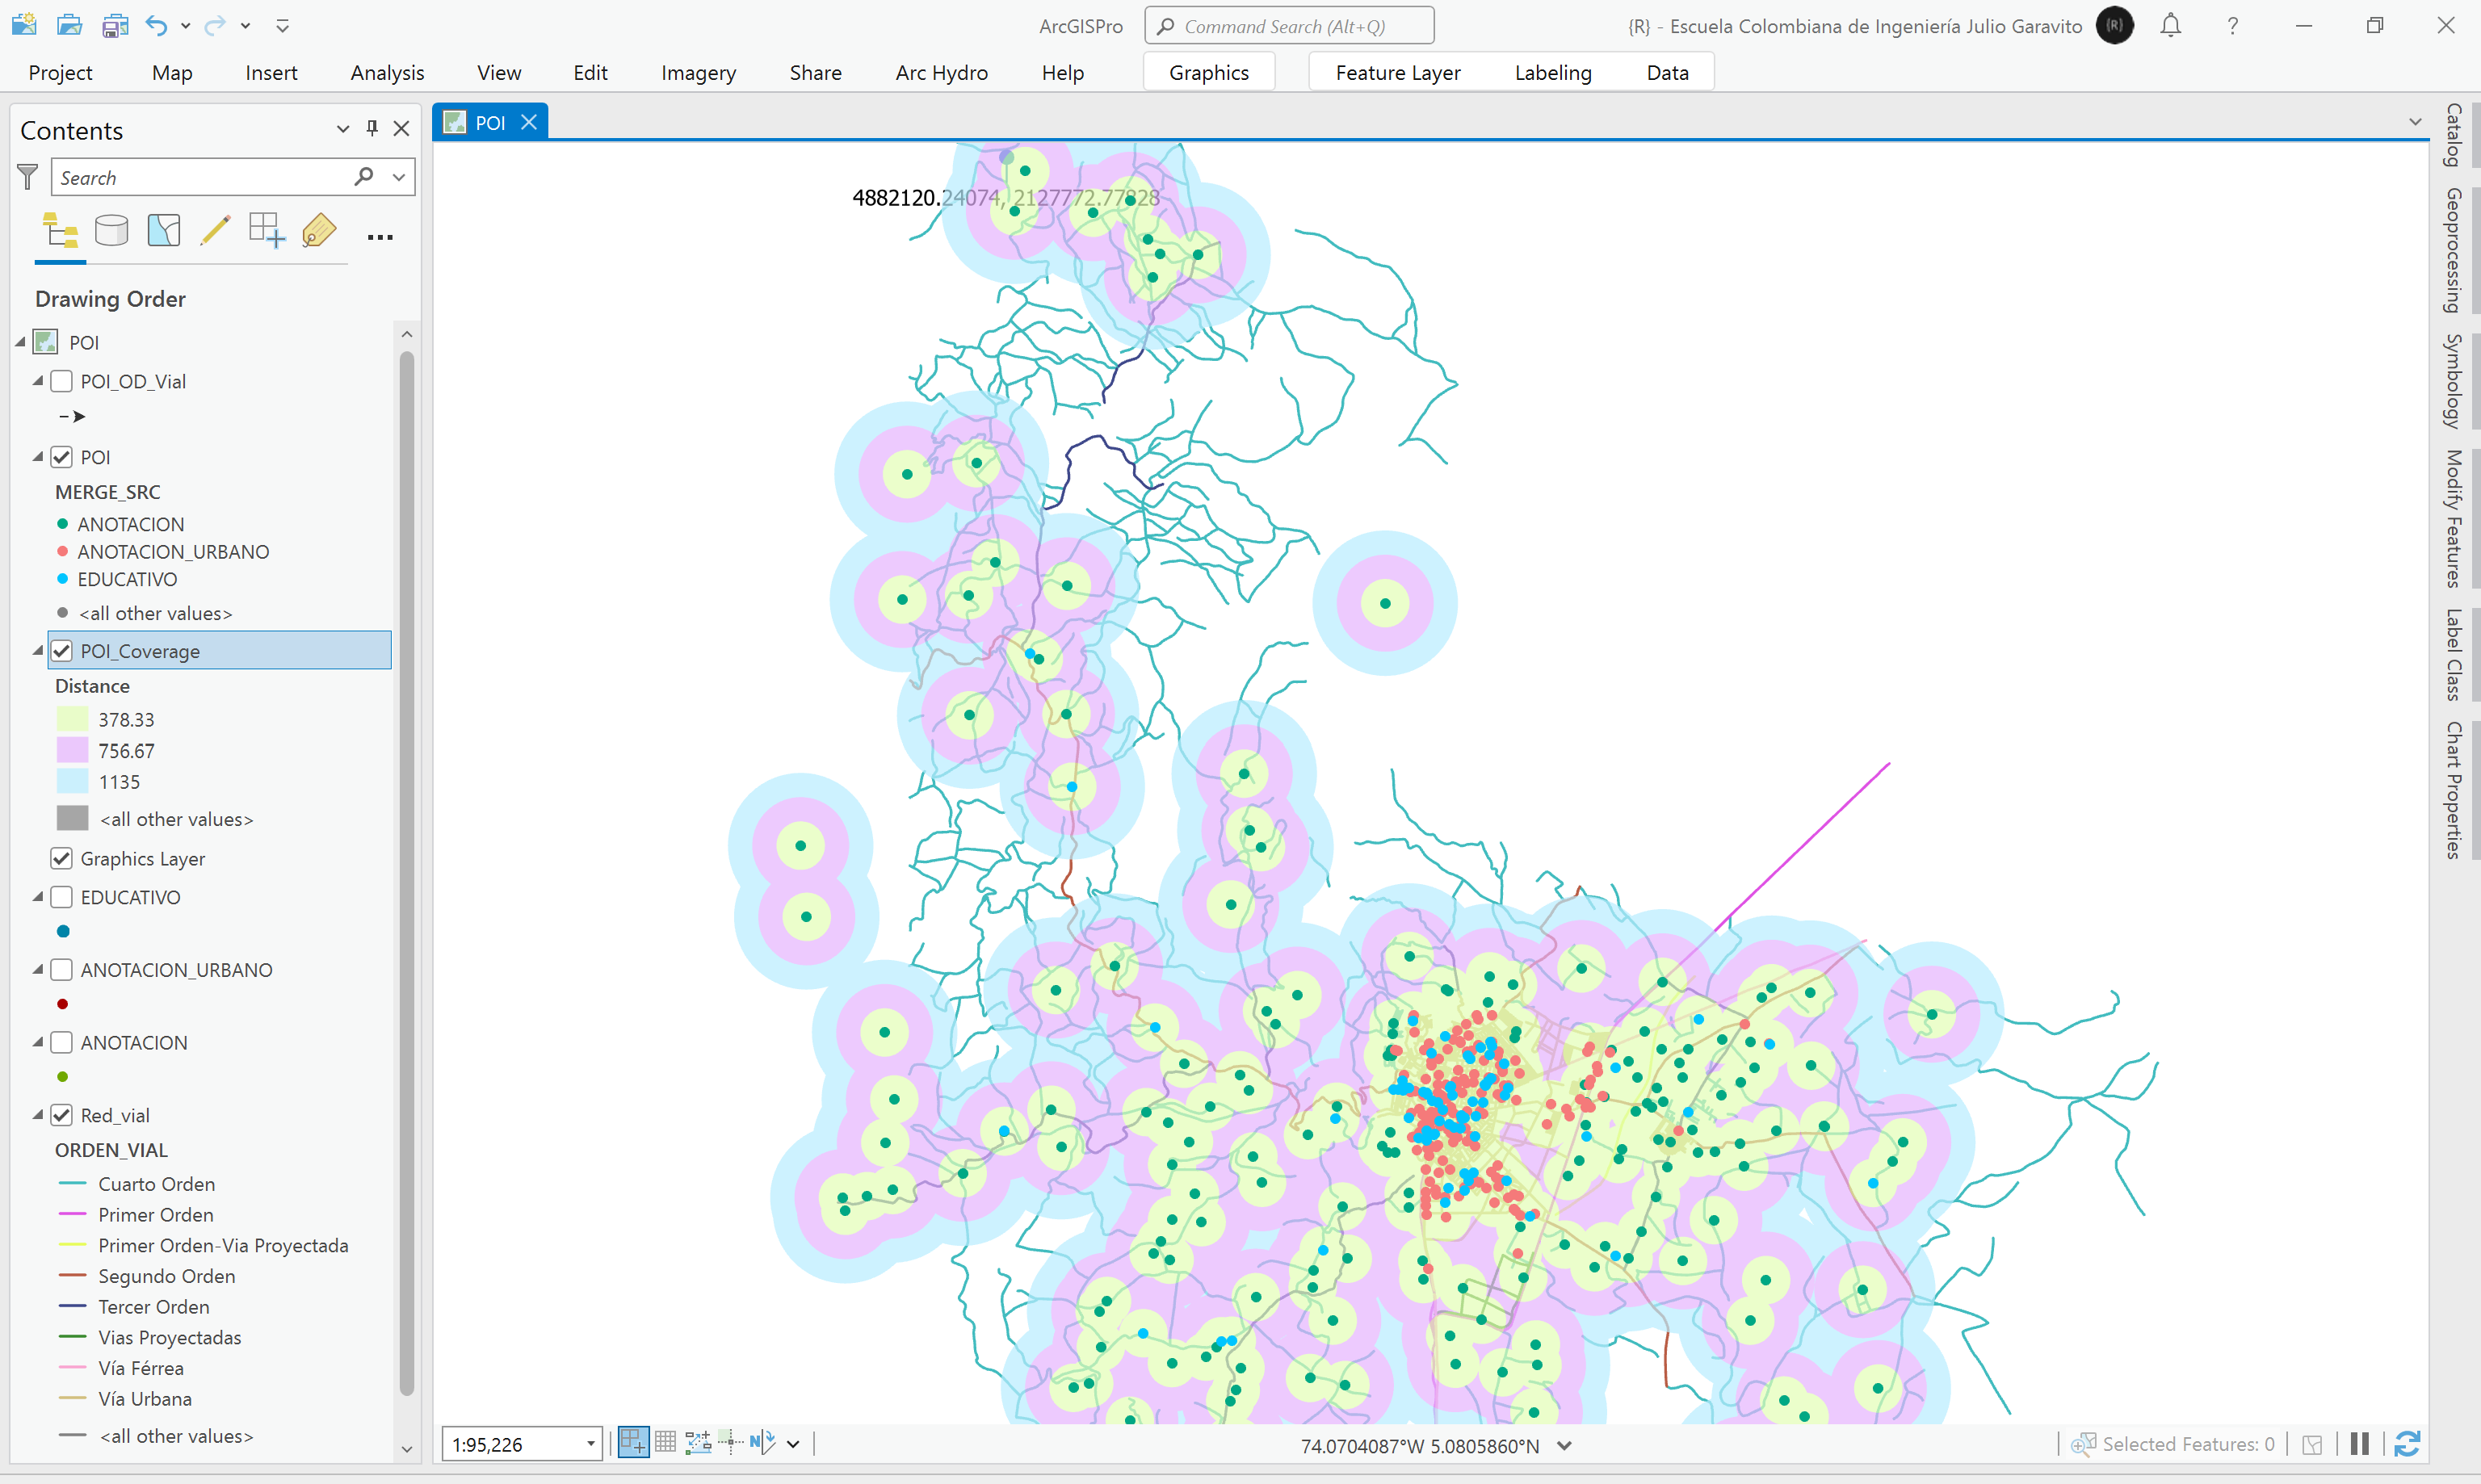 ArcGISPro
Command Search (Alt+Q)
{R} - Escuela Colombiana de Ingeniería Julio Garavito
{R}
Project Map Insert Analysis View Edit Imagery Share Arc Hydro Help Graphics Feature Layer Labeling Data
Contents
Search
Drawing Order
POI
POI_OD_Vial
POI
MERGE_SRC
ANOTACION
ANOTACION_URBANO
EDUCATIVO
<all other values>
POI_Coverage
Distance
378.33
756.67
1135
<all other values>
Graphics Layer
EDUCATIVO
ANOTACION_URBANO
ANOTACION
Red_vial
ORDEN_VIAL
Cuarto Orden
Primer Orden
Primer Orden-Via Proyectada
Segundo Orden
Tercer Orden
Vias Proyectadas
Vía Férrea
Vía Urbana
<all other values>
POI
4882120.24074, 2127772.77828
1:95,226
74.0704087°W 5.0805860°N
Selected Features: 0
Catalog
Geoprocessing
Symbology
Modify Features
Label Class
Chart Properties